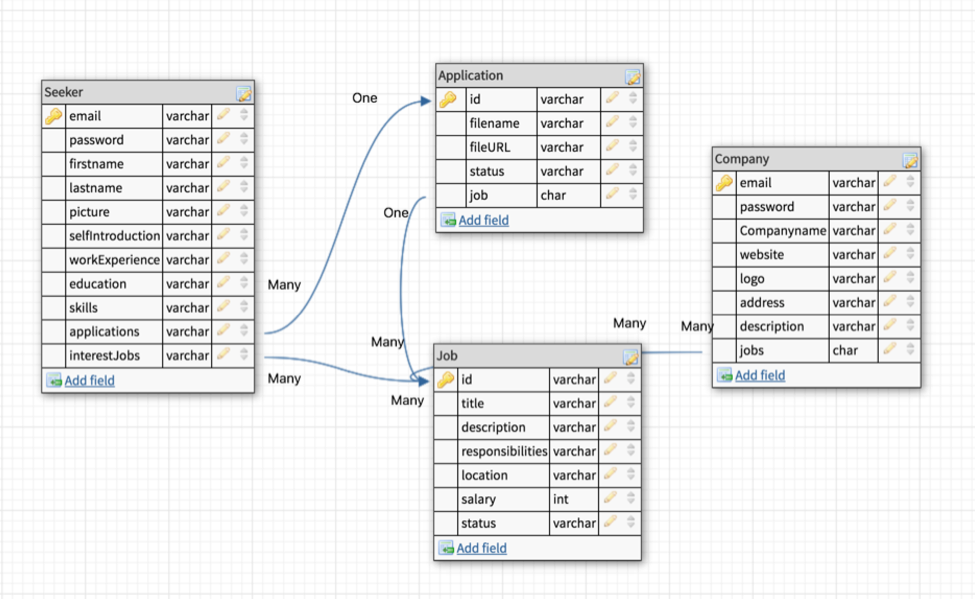 Seeker
email varchar
password varchar
firstname varchar
lastname varchar
picture varchar
selfIntroduction varchar
workExperience varchar
education varchar
skills varchar
applications varchar
interestJobs varchar
Add field
One
Many
Many
Application
id varchar
filename varchar
fileURL varchar
status varchar
job char
Add field
One
Many
Many
Job
id varchar
title varchar
description varchar
responsibilities varchar
location varchar
salary int
status varchar
Add field
Many
Many
Company
email varchar
password varchar
Companyname varchar
website varchar
logo varchar
address varchar
description varchar
jobs char
Add field